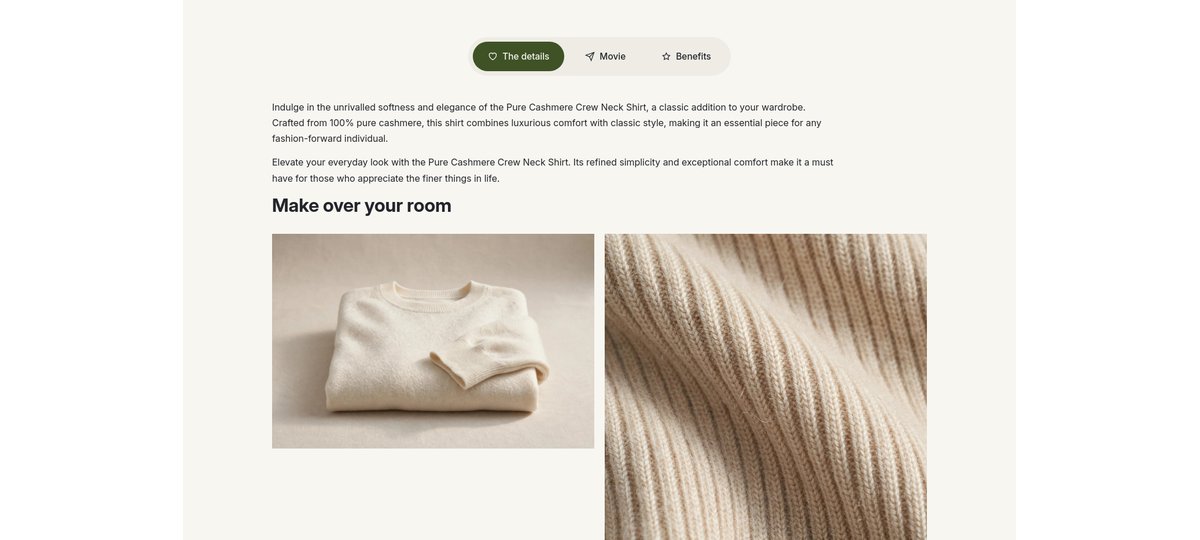 The details
Movie
Benefits
Indulge in the unrivalled softness and elegance of the Pure Cashmere Crew Neck Shirt, a classic addition to your wardrobe.
Crafted from 100% pure cashmere, this shirt combines luxurious comfort with classic style, making it an essential piece for any
fashion-forward individual.
Elevate your everyday look with the Pure Cashmere Crew Neck Shirt. Its refined simplicity and exceptional comfort make it a must
have for those who appreciate the finer things in life.
Make over your room